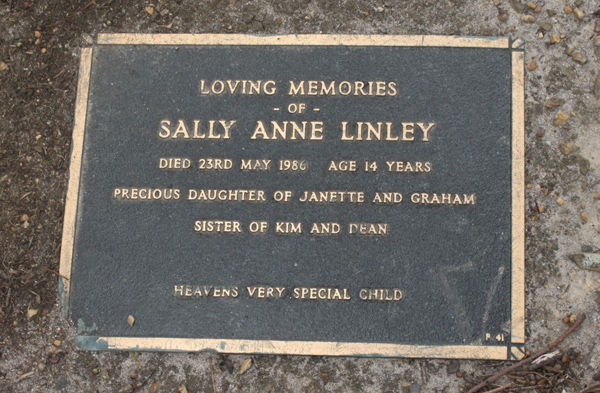 LOVING MEMORIES
- OF -
SALLY ANNE LINLEY
DIED 23RD MAY 1986 AGE 14 YEARS
PRECIOUS DAUGHTER OF JANETTE AND GRAHAM
SISTER OF KIM AND DEAN
HEAVENS VERY SPECIAL CHILD
P 41